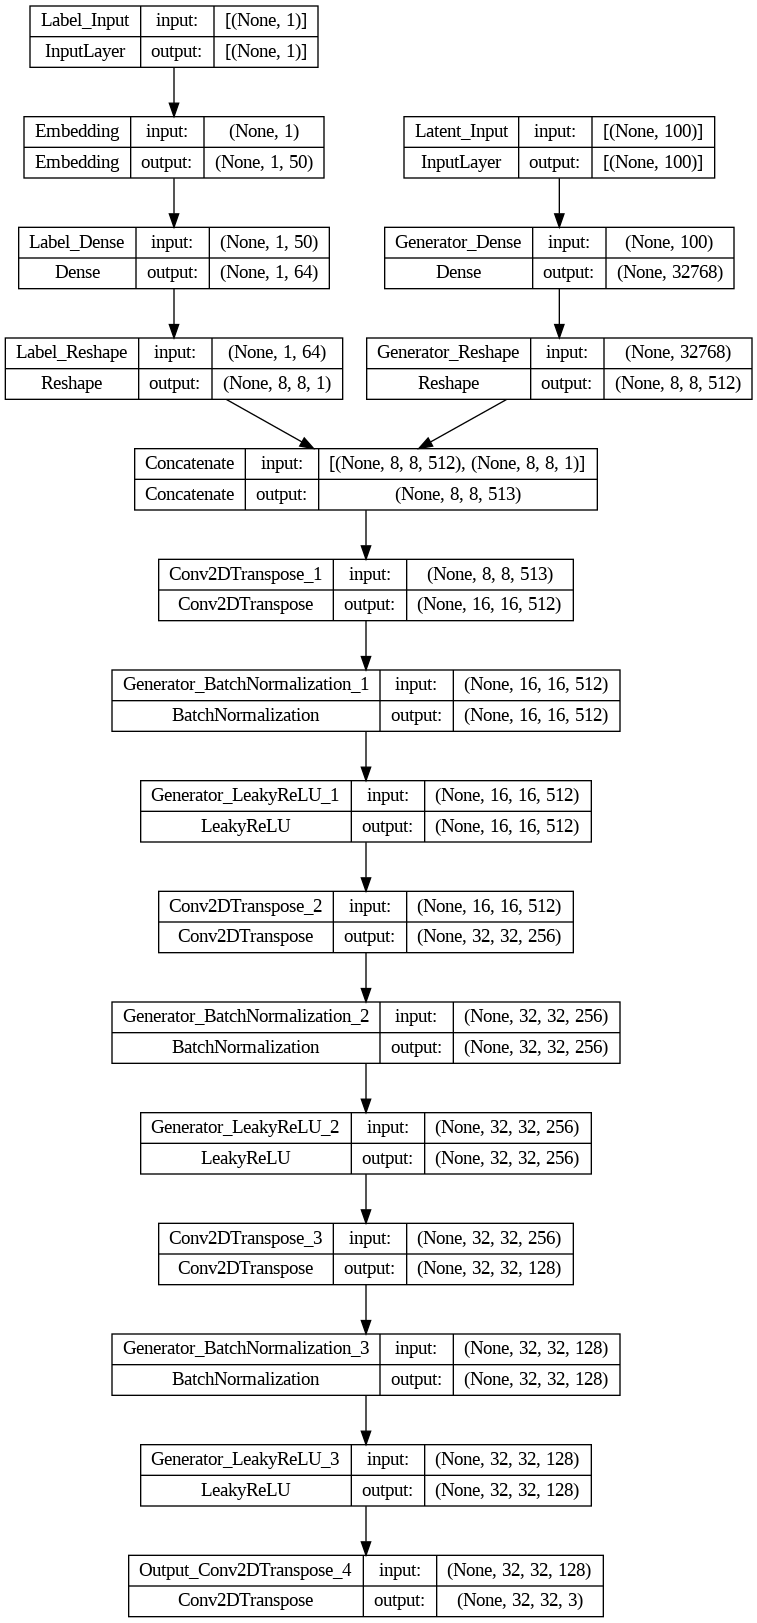 Label_Input input: [(None, 1)]
InputLayer output: [(None, 1)]
Embedding input: (None, 1)
Embedding output: (None, 1, 50)
Latent_Input input: [(None, 100)]
InputLayer output: [(None, 100)]
Label_Dense input: (None, 1, 50)
Dense output: (None, 1, 64)
Generator_Dense input: (None, 100)
Dense output: (None, 32768)
Label_Reshape input: (None, 1, 64)
Reshape output: (None, 8, 8, 1)
Generator_Reshape input: (None, 32768)
Reshape output: (None, 8, 8, 512)
Concatenate input: [(None, 8, 8, 512), (None, 8, 8, 1)]
Concatenate output: (None, 8, 8, 513)
Conv2DTranspose_1 input: (None, 8, 8, 513)
Conv2DTranspose output: (None, 16, 16, 512)
Generator_BatchNormalization_1 input: (None, 16, 16, 512)
BatchNormalization output: (None, 16, 16, 512)
Generator_LeakyReLU_1 input: (None, 16, 16, 512)
LeakyReLU output: (None, 16, 16, 512)
Conv2DTranspose_2 input: (None, 16, 16, 512)
Conv2DTranspose output: (None, 32, 32, 256)
Generator_BatchNormalization_2 input: (None, 32, 32, 256)
BatchNormalization output: (None, 32, 32, 256)
Generator_LeakyReLU_2 input: (None, 32, 32, 256)
LeakyReLU output: (None, 32, 32, 256)
Conv2DTranspose_3 input: (None, 32, 32, 256)
Conv2DTranspose output: (None, 32, 32, 128)
Generator_BatchNormalization_3 input: (None, 32, 32, 128)
BatchNormalization output: (None, 32, 32, 128)
Generator_LeakyReLU_3 input: (None, 32, 32, 128)
LeakyReLU output: (None, 32, 32, 128)
Output_Conv2DTranspose_4 input: (None, 32, 32, 128)
Conv2DTranspose output: (None, 32, 32, 3)